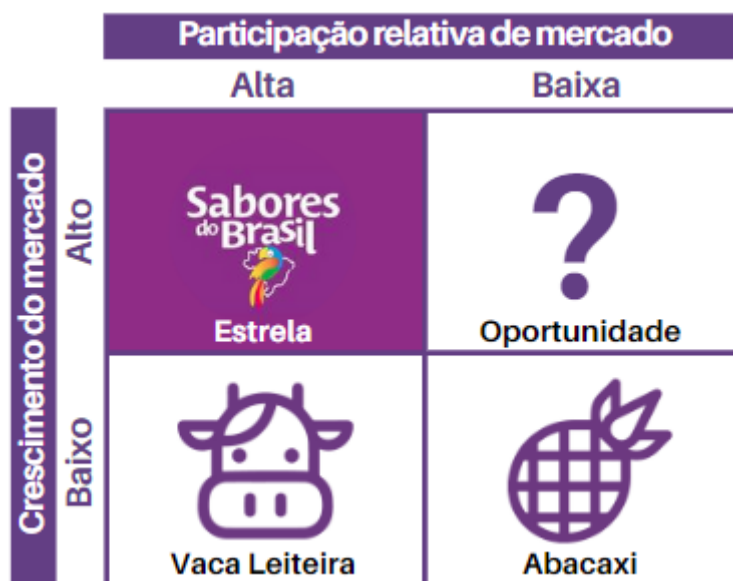 Participação relativa de mercado
Alta
Baixa
Crescimento do mercado
Alto
Sabores
do Brasil
Estrela
?
Oportunidade
Baixo
Vaca Leiteira
Abacaxi